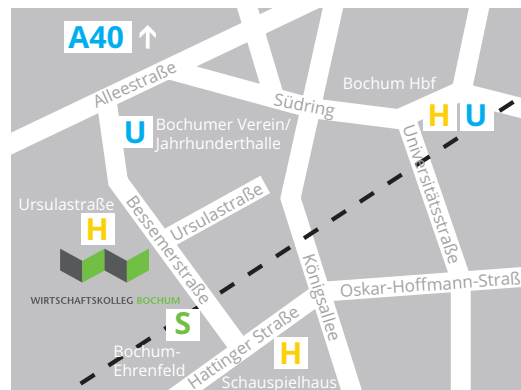 A40
Alleestraße
Bochum Hbf
Südring
H U
U
Bochumer Verein/
Jahrhunderthalle
Universitätsstraße
Ursulastraße
H
Bessemerstraße
Ursulastraße
WIRTSCHAFTSKOLLEG BOCHUM
Königsallee
Oskar-Hoffmann-Straß
S
Bochum-
Ehrenfeld
Hattinger Straße
H
Schauspielhaus